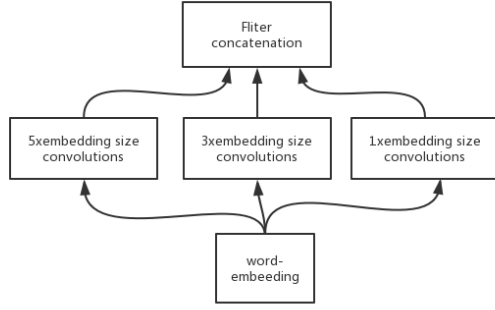 Fliter
concatenation
5xembedding size
convolutions
3xembedding size
convolutions
1xembedding size
convolutions
word-
embeeding